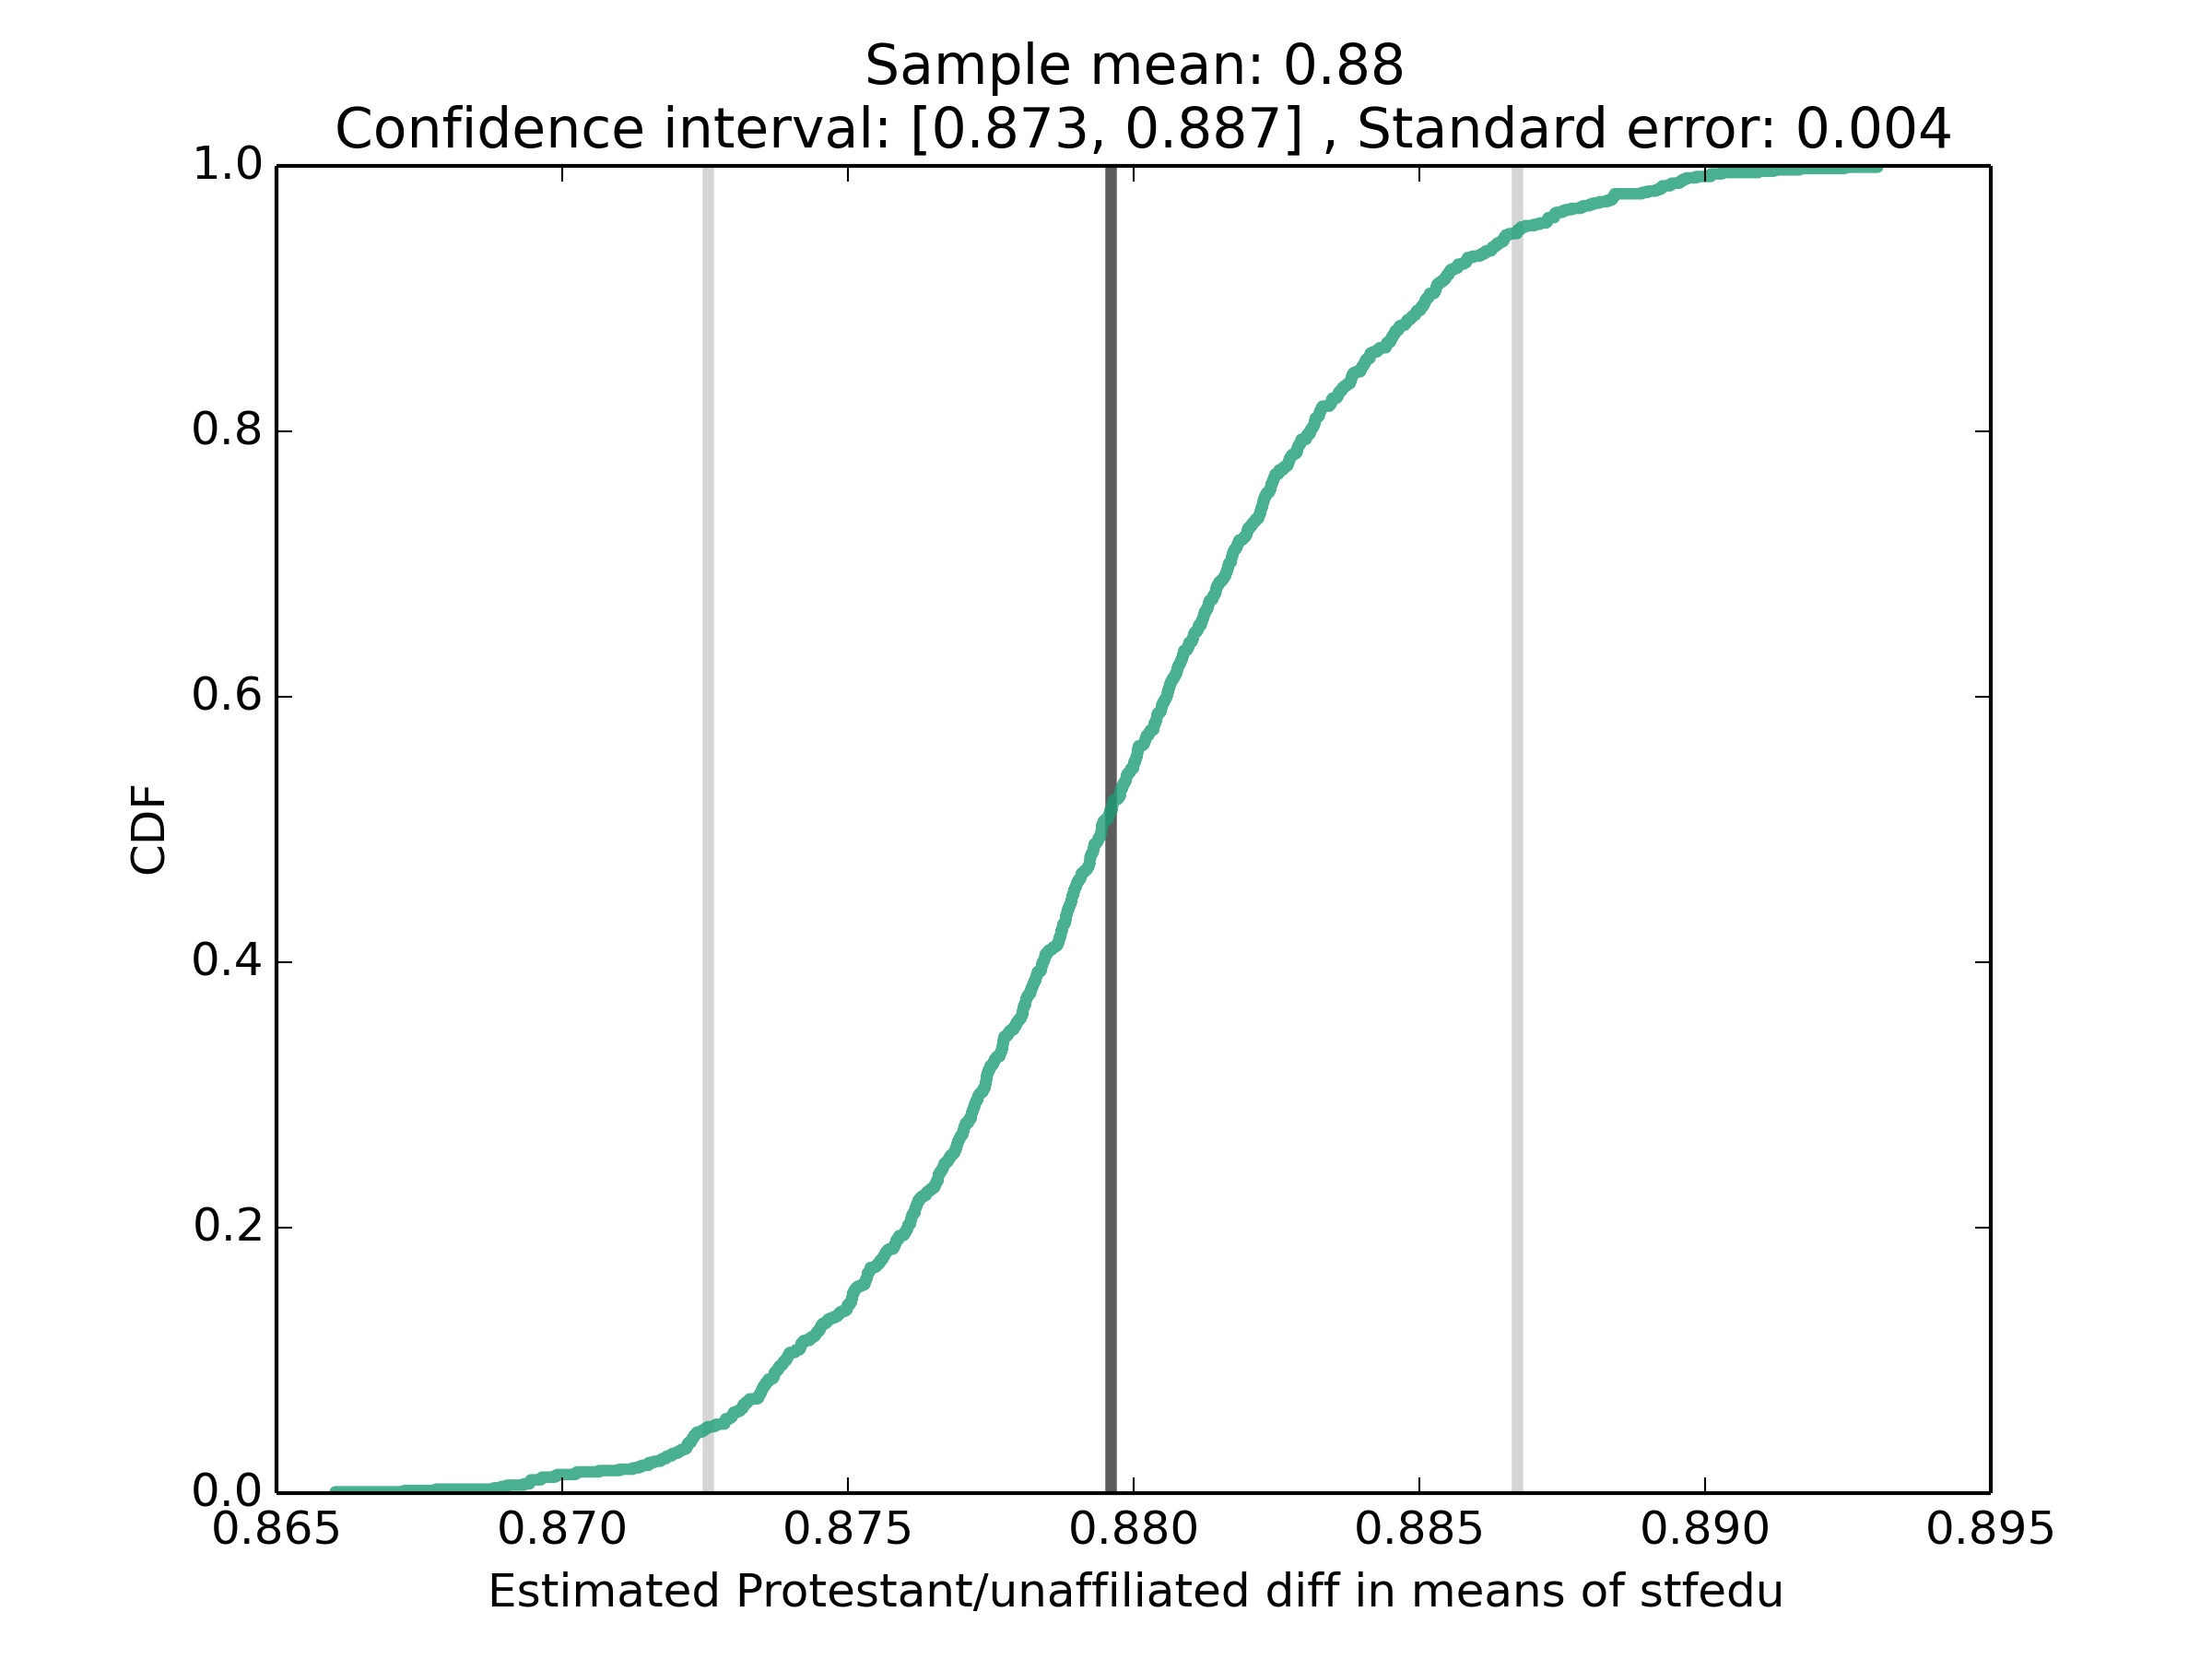 Sample mean: 0.88
Confidence interval: [0.873, 0.887] , Standard error: 0.004
1.0
0.8
0.6
0.4
0.2
0.0
CDF
0.865 0.870 0.875 0.880 0.885 0.890 0.895
Estimated Protestant/unaffiliated diff in means of stfedu